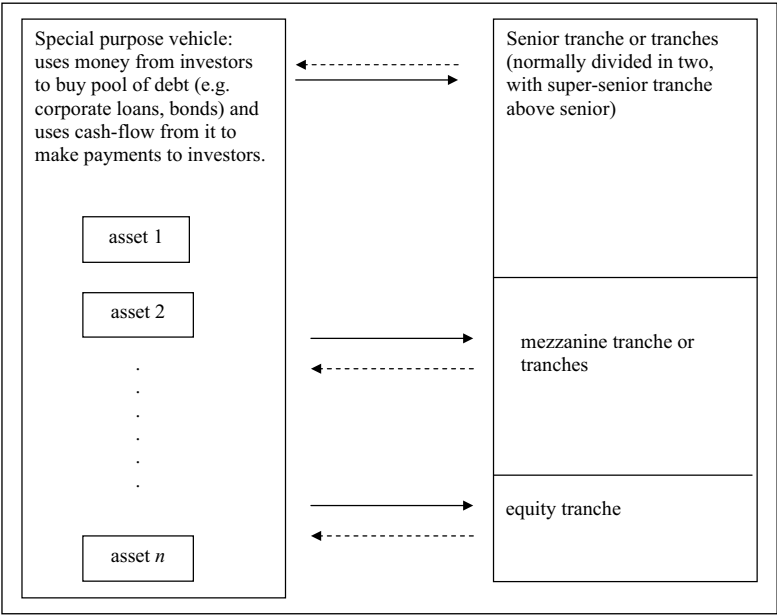 Special purpose vehicle:
uses money from investors
to buy pool of debt (e.g.
corporate loans, bonds) and
uses cash-flow from it to
make payments to investors.
asset 1
asset 2
.
.
.
.
.
.
asset n
Senior tranche or tranches
(normally divided in two,
with super-senior tranche
above senior)
mezzanine tranche or
tranches
equity tranche